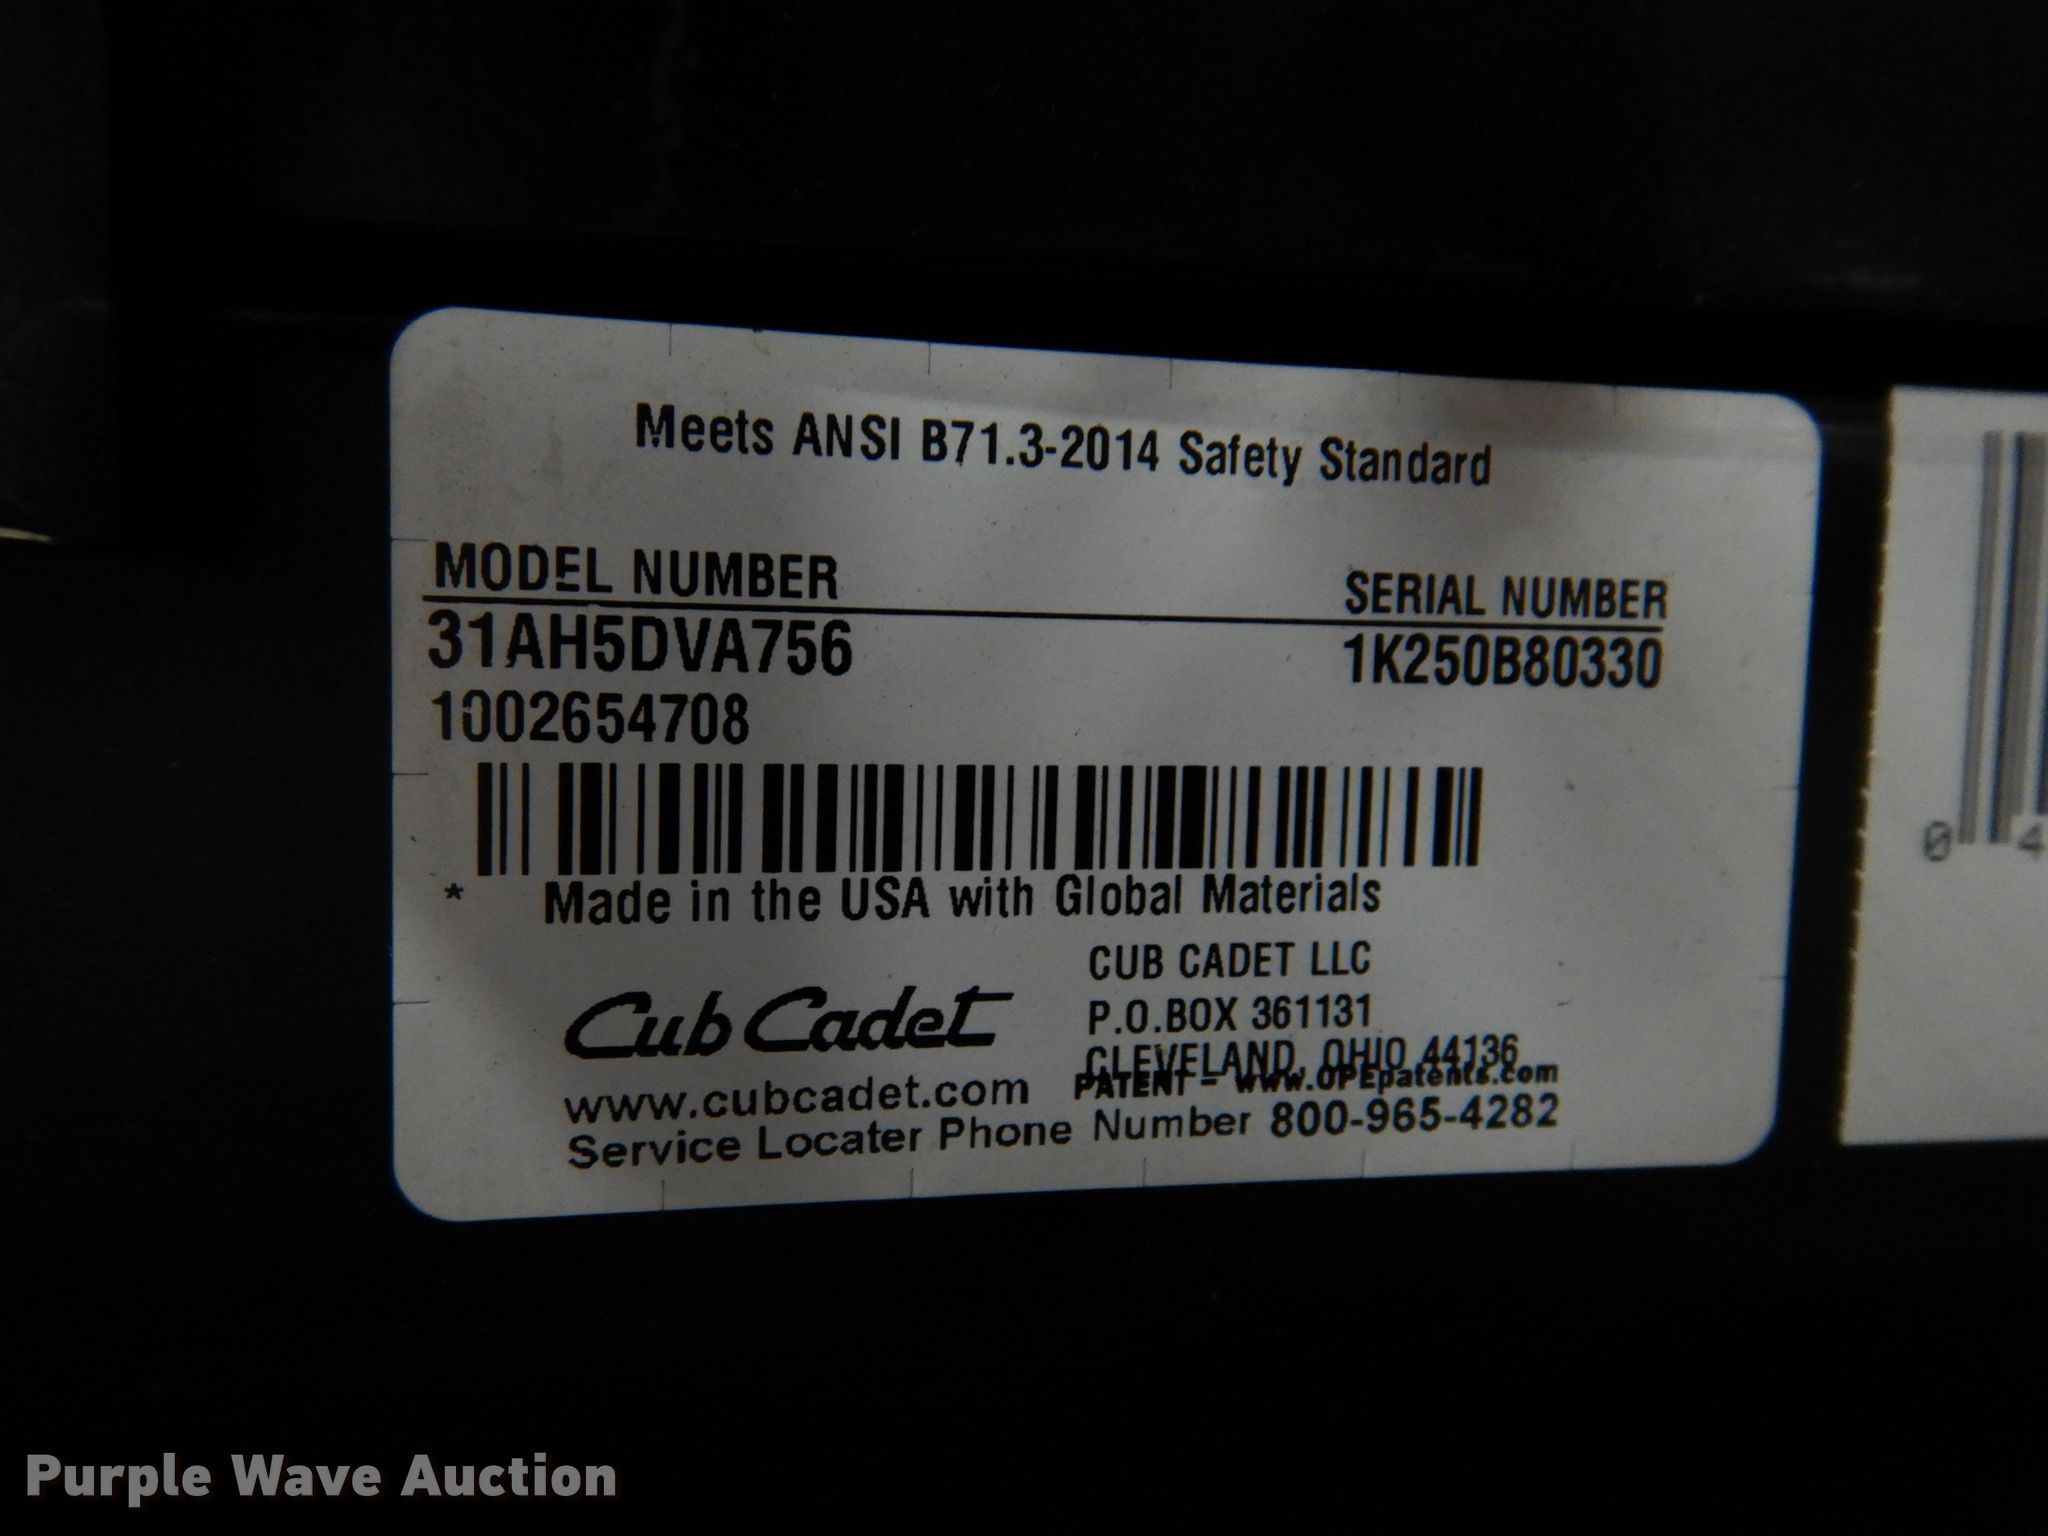 Meets ANSI B71.3-2014 Safety Standard
MODEL NUMBER SERIAL NUMBER
31AH5DVA756 1K250B80330
1002654708
* Made in the USA with Global Materials
Cub Cadet
CUB CADET LLC
P.O.BOX 361131
CLEVELAND, OHIO 44136
PATENT - www.OPEpatents.com
www.cubcadet.com
Service Locater Phone Number 800-965-4282
0 4
Purple Wave Auction